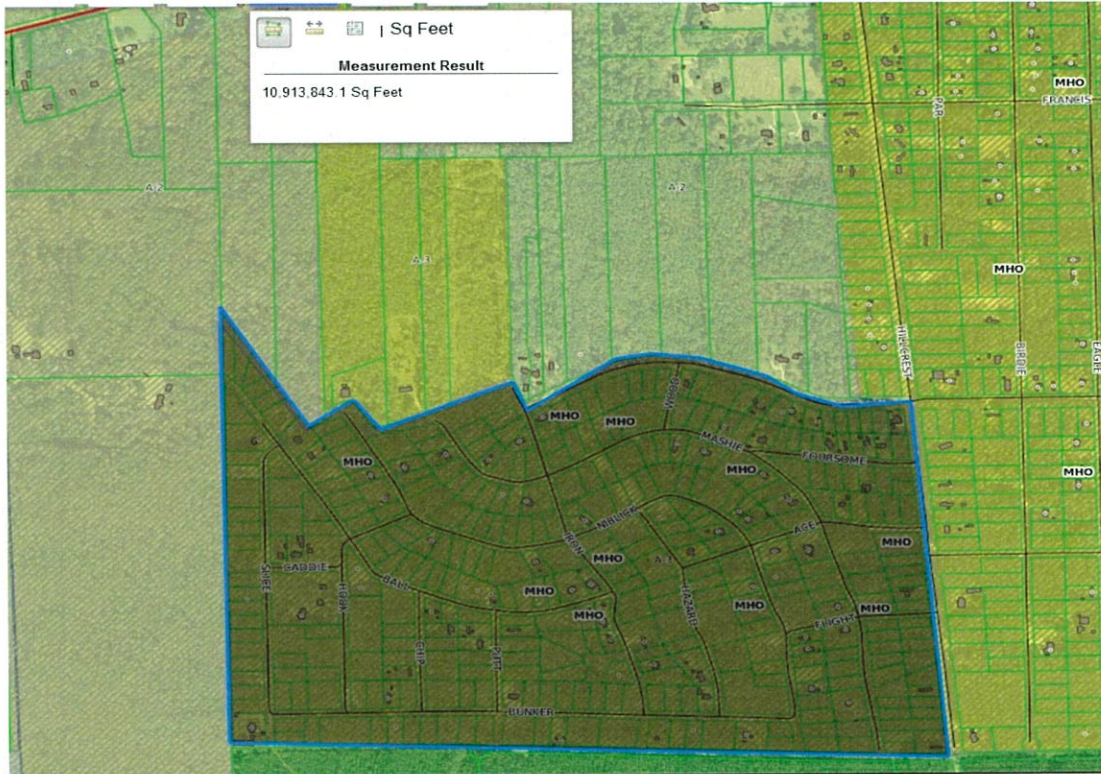 | Sq Feet
Measurement Result
10,913,843.1 Sq Feet
MHO
FRANCIS
PAR
A-2
A-2
A-3
MHO
HILLCREST
BIRDIE
EAGLE
WOOD
MHO
MHO
MASHIE
FOURSOME
MHO
MHO
MHO
NIBLICK
IRON
ACE
MHO
MHO
A-3
CADDIE
SLICE
HOOK
BALL
MHO
HAZARD
MHO
MHO
MHO
FLIGHT
CHIP
PUTT
BUNKER